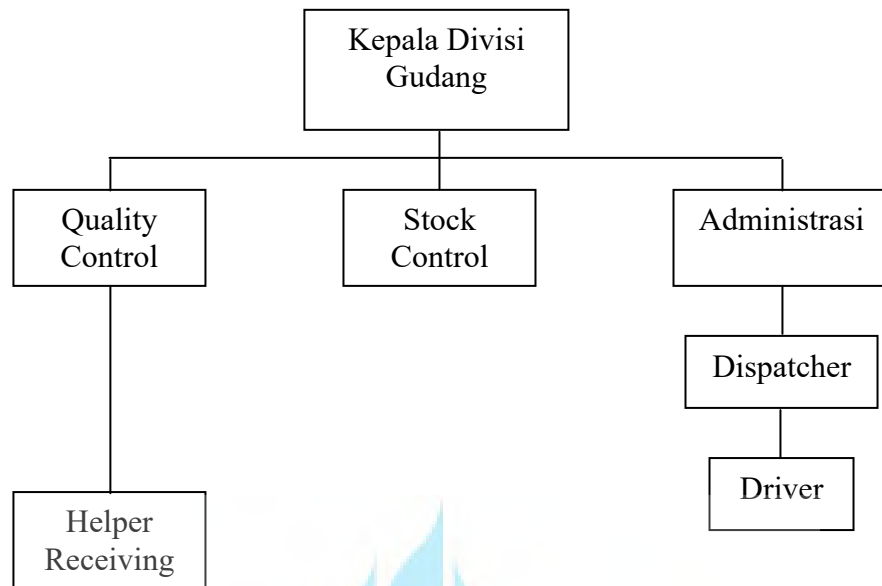 Kepala Divisi
Gudang
Quality
Control
Stock
Control
Administrasi
Dispatcher
Driver
Helper
Receiving